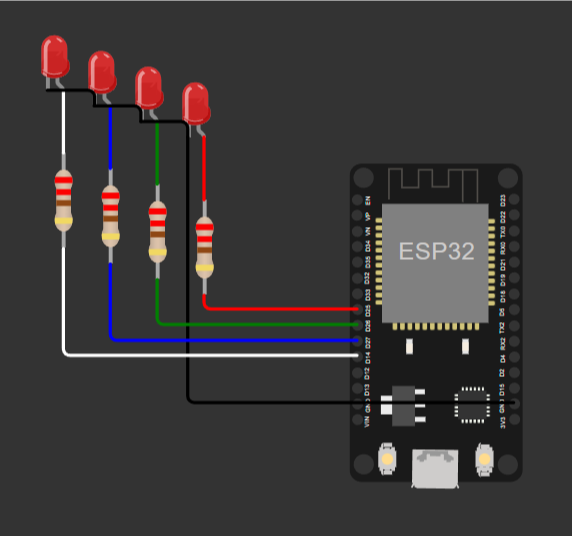 ESP32
EN
VP
VN
D34
D35
D32
D33
D25
D26
D27
D14
D12
D13
GND
VIN
D23
D22
TX0
RX0
D21
D19
D18
D5
TX2
RX2
D4
D2
D15
GND
3V3